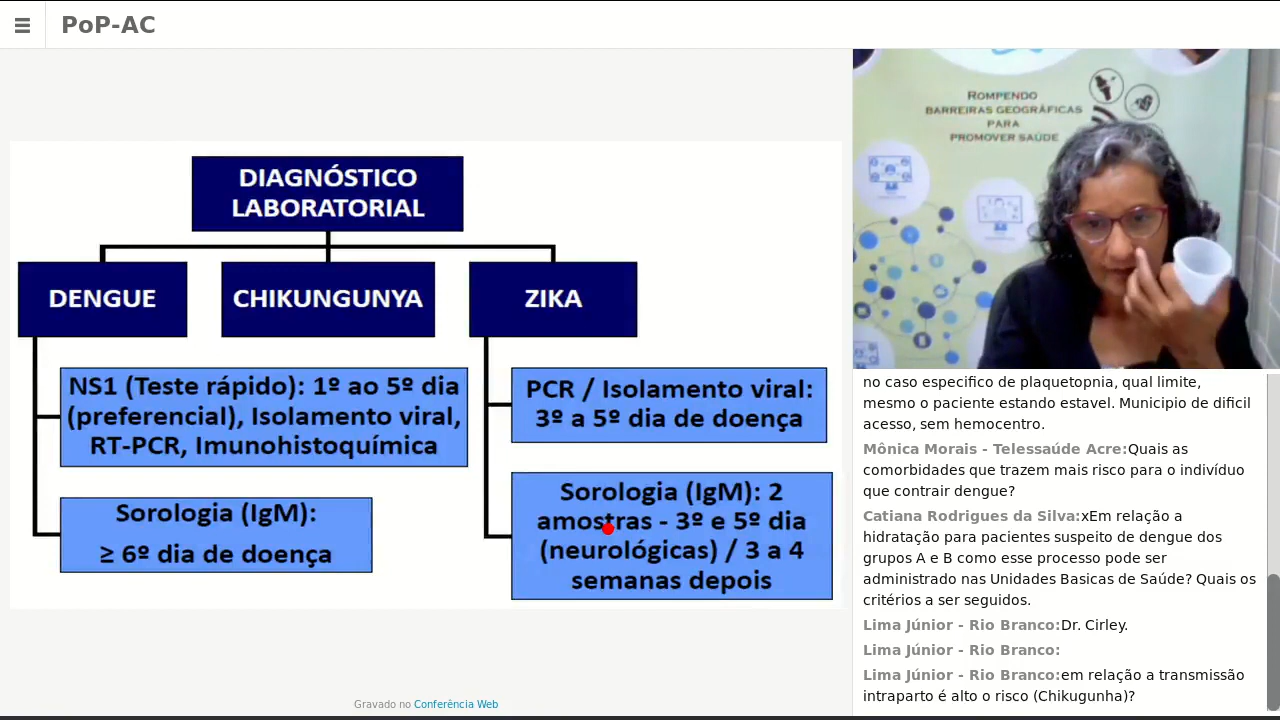 PoP-AC
DIAGNÓSTICO
LABORATORIAL
DENGUE
CHIKUNGUNYA
ZIKA
NS1 (Teste rápido): 1º ao 5º dia
(preferencial), Isolamento viral,
RT-PCR, Imunohistoquímica
Sorologia (IgM):
≥ 6º dia de doença
PCR / Isolamento viral:
3º a 5º dia de doença
Sorologia (IgM): 2
amostras - 3º e 5º dia
(neurológicas) / 3 a 4
semanas depois
Gravado no Conferência Web
ROMPENDO
BARREIRAS GEOGRÁFICAS
PARA
PROMOVER SAÚDE
no caso especifico de plaquetopnia, qual limite,
mesmo o paciente estando estavel. Municipio de dificil
acesso, sem hemocentro.
Mônica Morais - Telessaúde Acre:Quais as
comorbidades que trazem mais risco para o indivíduo
que contrair dengue?
Catiana Rodrigues da Silva:xEm relação a
hidratação para pacientes suspeito de dengue dos
grupos A e B como esse processo pode ser
administrado nas Unidades Basicas de Saúde? Quais os
critérios a ser seguidos.
Lima Júnior - Rio Branco:Dr. Cirley.
Lima Júnior - Rio Branco:
Lima Júnior - Rio Branco:em relação a transmissão
intraparto é alto o risco (Chikugunha)?